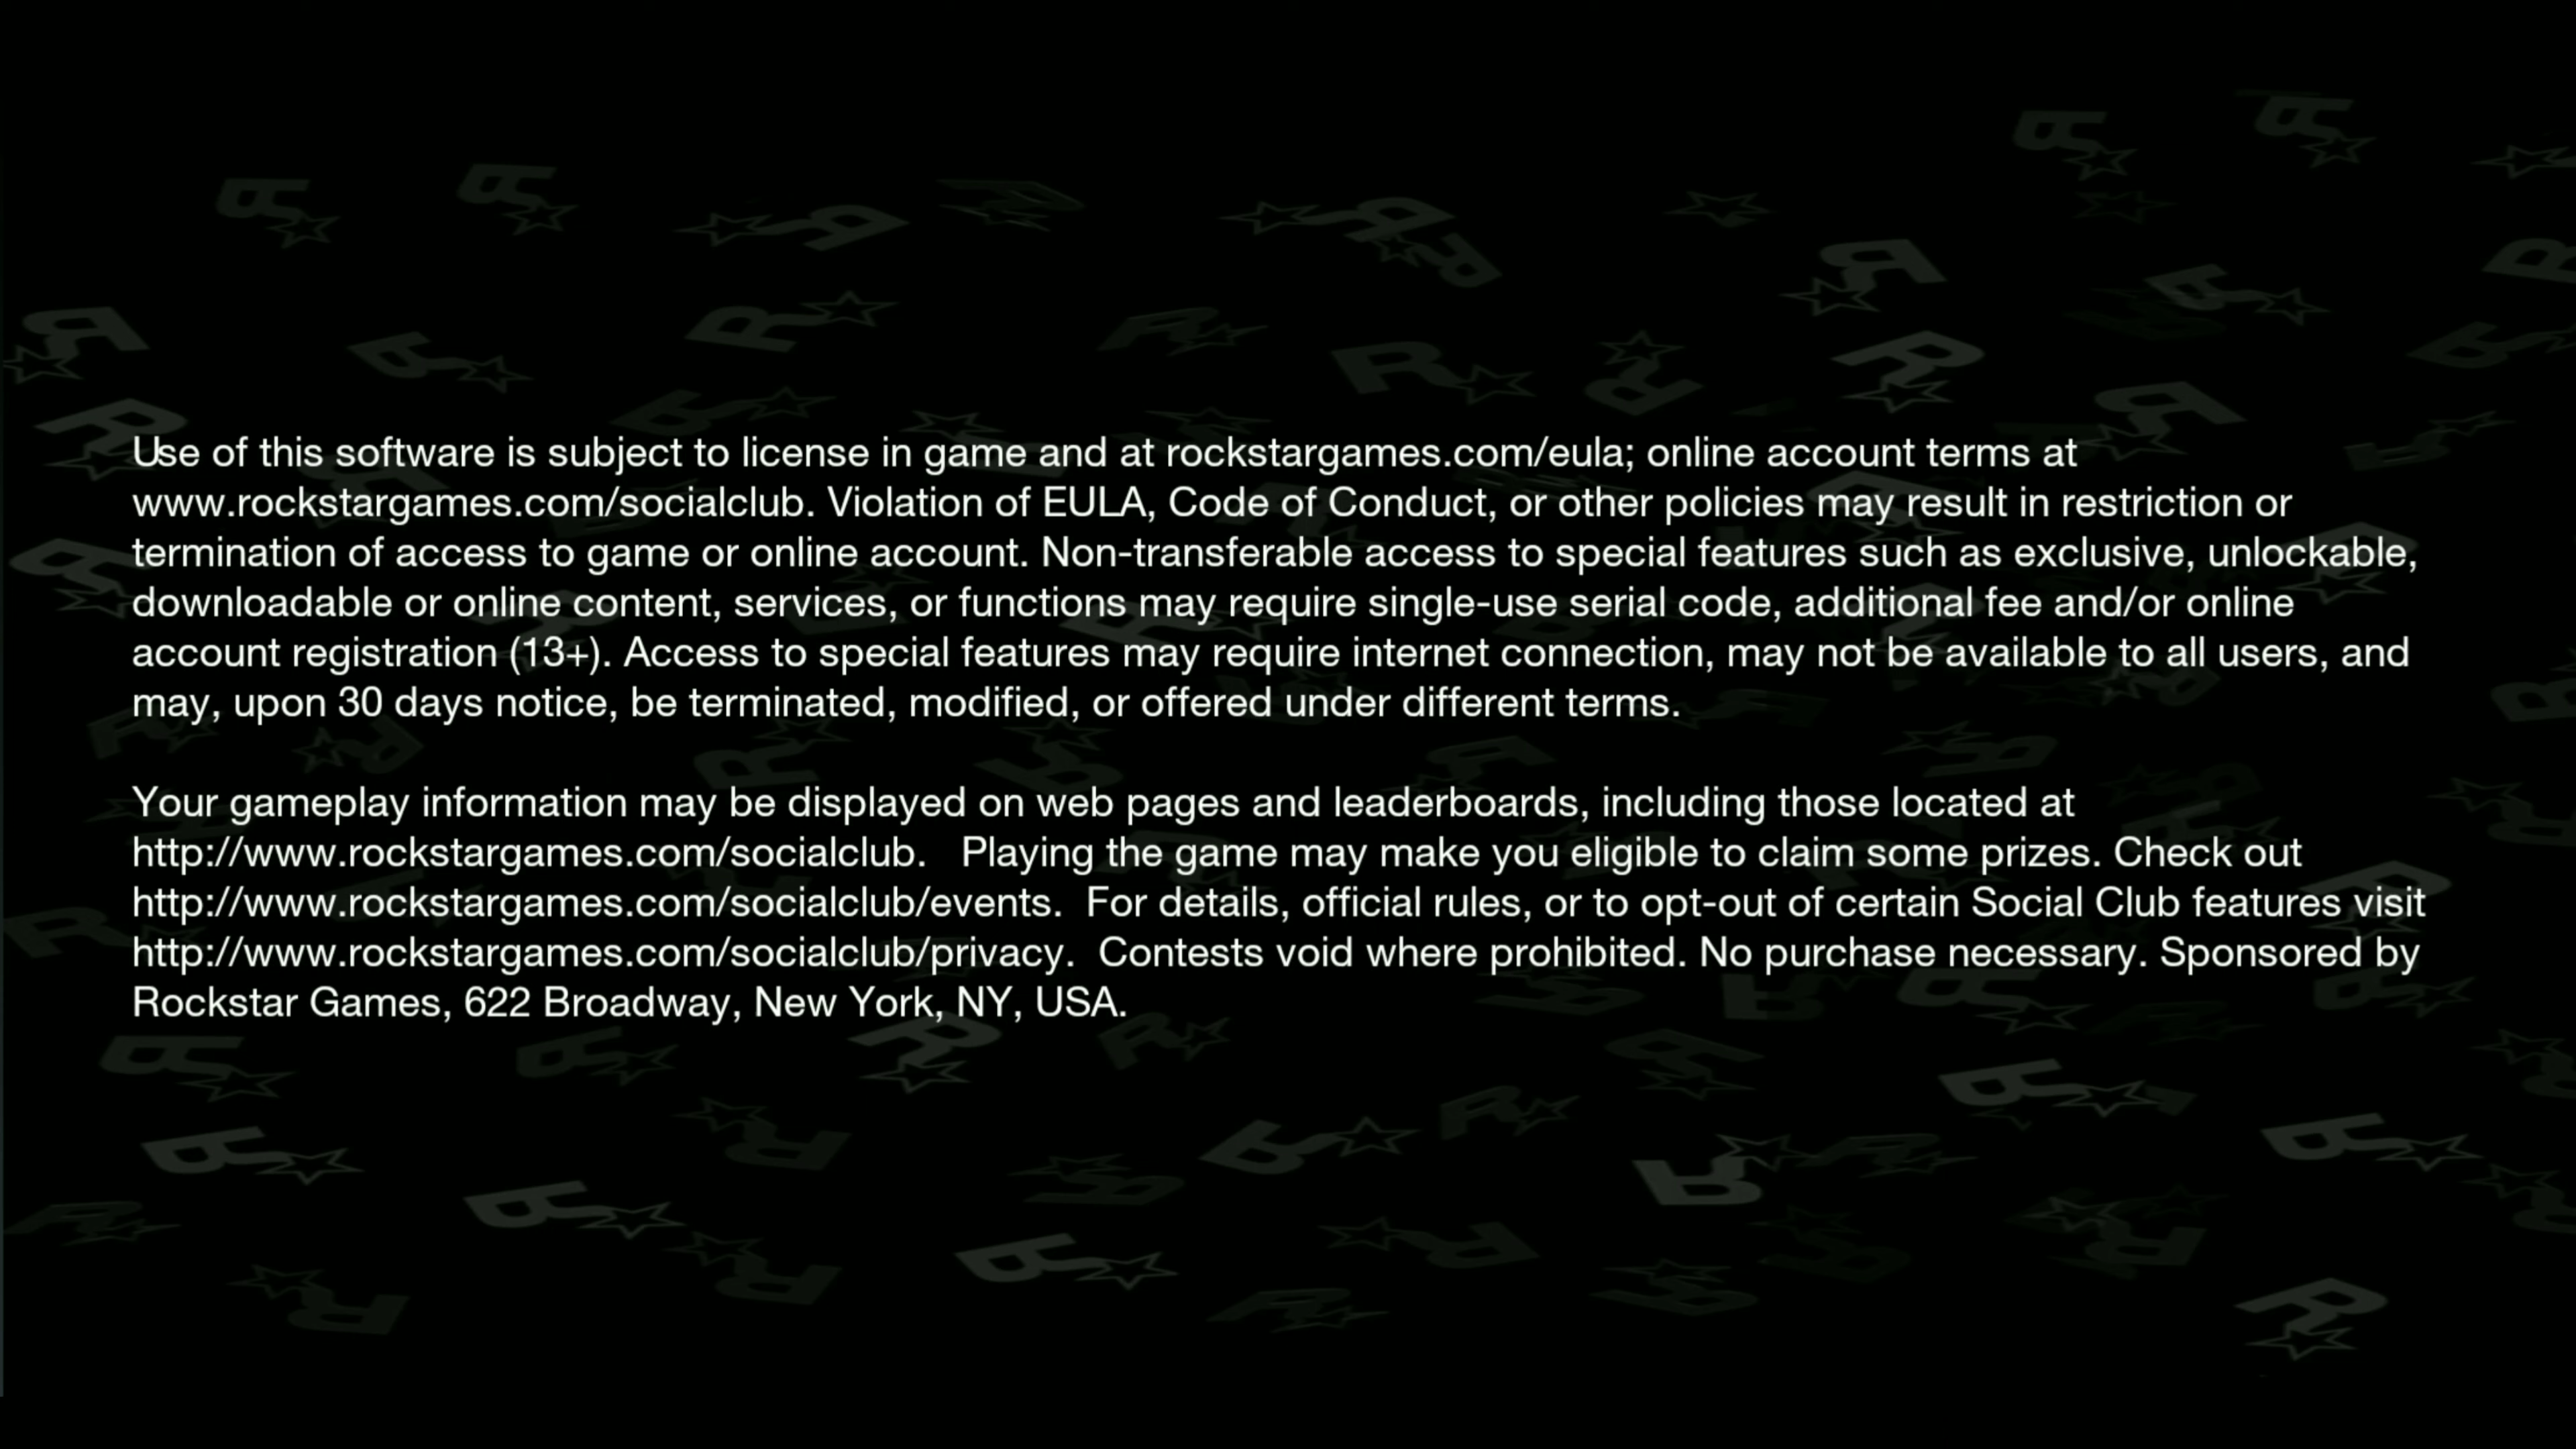 Use of this software is subject to license in game and at rockstargames.com/eula; online account terms at
www.rockstargames.com/socialclub. Violation of EULA, Code of Conduct, or other policies may result in restriction or
termination of access to game or online account. Non-transferable access to special features such as exclusive, unlockable,
downloadable or online content, services, or functions may require single-use serial code, additional fee and/or online
account registration (13+). Access to special features may require internet connection, may not be available to all users, and
may, upon 30 days notice, be terminated, modified, or offered under different terms.
Your gameplay information may be displayed on web pages and leaderboards, including those located at
http://www.rockstargames.com/socialclub.   Playing the game may make you eligible to claim some prizes. Check out
http://www.rockstargames.com/socialclub/events.  For details, official rules, or to opt-out of certain Social Club features visit
http://www.rockstargames.com/socialclub/privacy.  Contests void where prohibited. No purchase necessary. Sponsored by
Rockstar Games, 622 Broadway, New York, NY, USA.